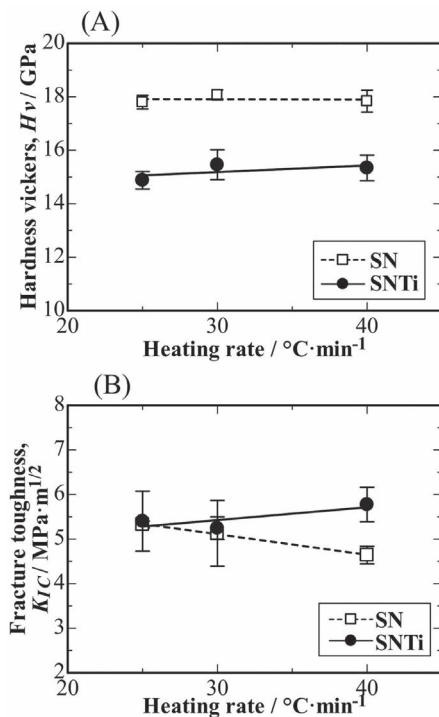 (A)
Hardness vickers, Hv / GPa
20
18
16
14
12
10
SN
SNTi
20
30
40
Heating rate / °C·min⁻¹
(B)
Fracture toughness,
K_IC / MPa·m^1/2
8
7
6
5
4
3
2
SN
SNTi
20
30
40
Heating rate / °C·min⁻¹